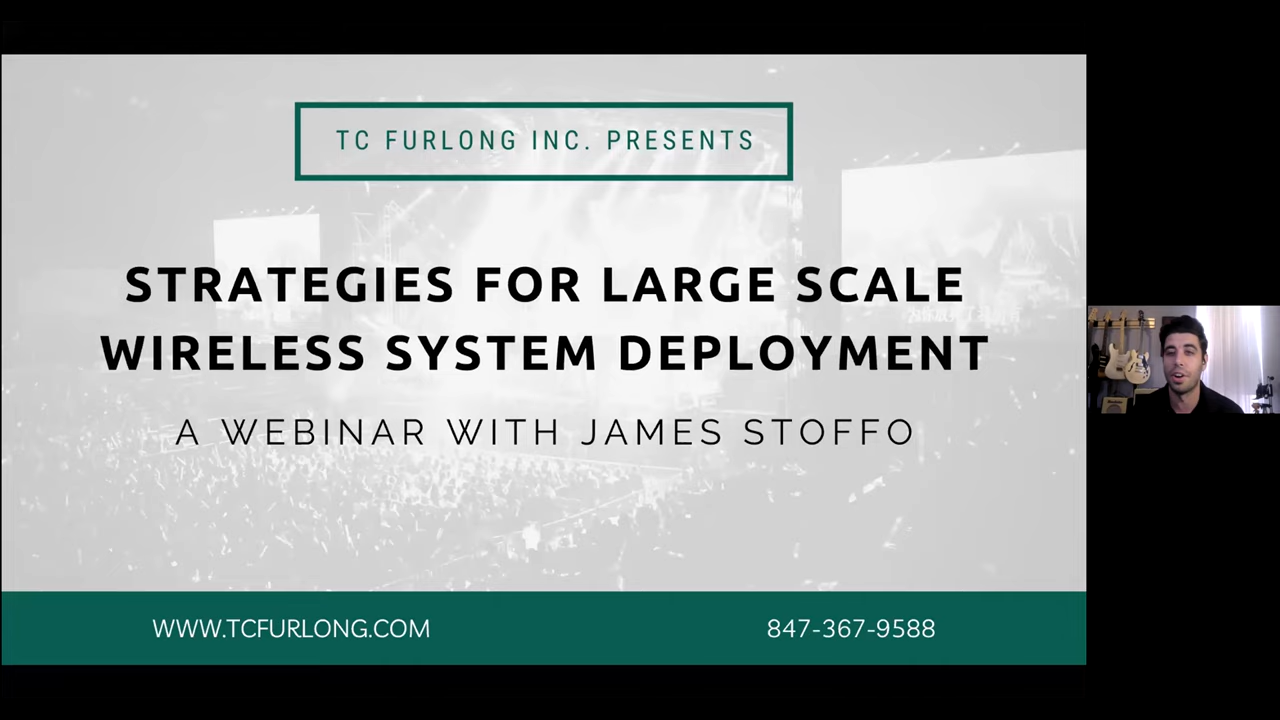 TC FURLONG INC. PRESENTS
STRATEGIES FOR LARGE SCALE
WIRELESS SYSTEM DEPLOYMENT
A WEBINAR WITH JAMES STOFFO
WWW.TCFURLONG.COM
847-367-9588